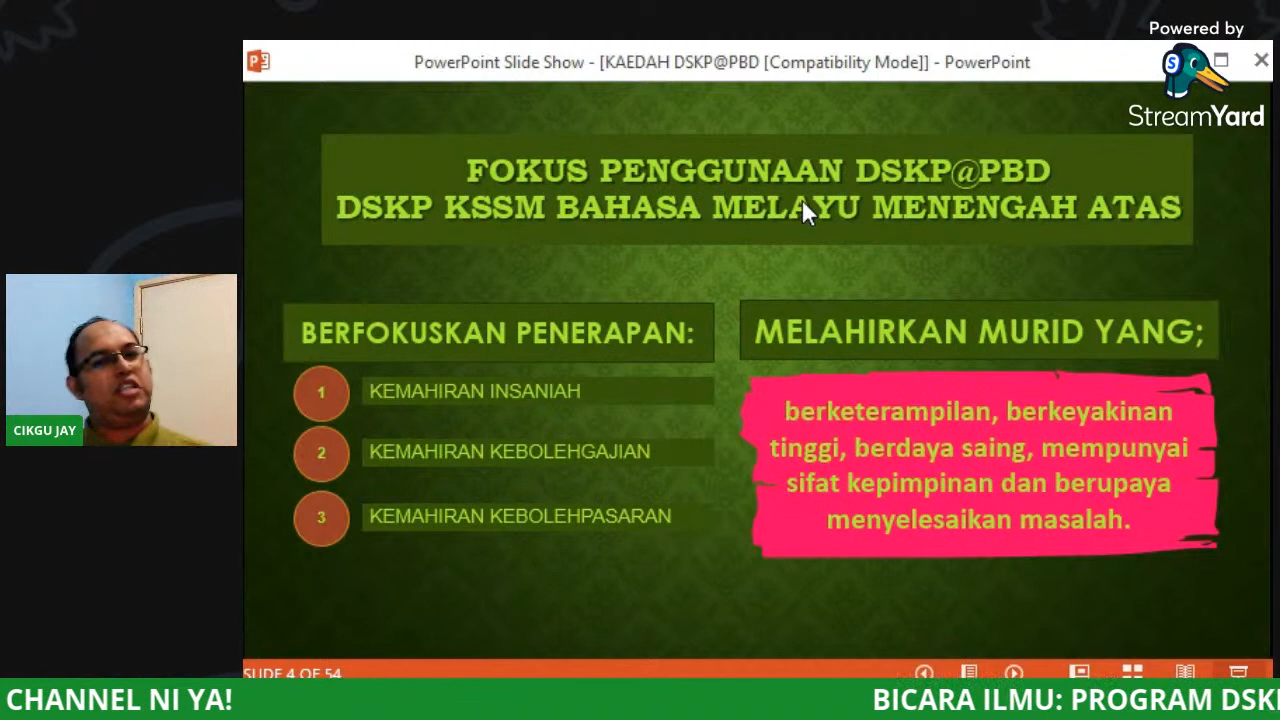 Powered by
StreamYard
PowerPoint Slide Show - [KAEDAH DSKP@PBD [Compatibility Mode]] - PowerPoint
FOKUS PENGGUNAAN DSKP@PBD
DSKP KSSM BAHASA MELAYU MENENGAH ATAS
BERFOKUSKAN PENERAPAN:
1 KEMAHIRAN INSANIAH
2 KEMAHIRAN KEBOLEHGAJIAN
3 KEMAHIRAN KEBOLEHPASARAN
MELAHIRKAN MURID YANG;
berketerampilan, berkeyakinan
tinggi, berdaya saing, mempunyai
sifat kepimpinan dan berupaya
menyelesaikan masalah.
CIKGU JAY
SLIDE 4 OF 54
CHANNEL NI YA!
BICARA ILMU: PROGRAM DSK